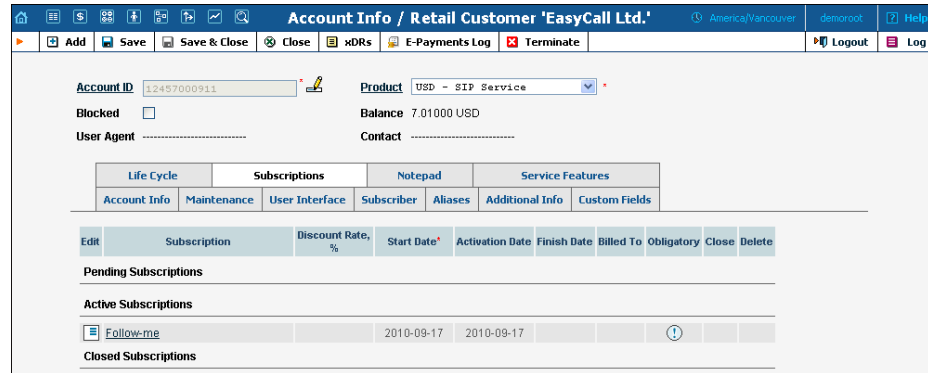 Account Info / Retail Customer 'EasyCall Ltd.' America/Vancouver demoroot Help
Add Save Save & Close Close xDRs E-Payments Log Terminate Logout Log
Account ID 12457000911 * Product USD - SIP Service *
Blocked Balance 7.01000 USD
User Agent --------------------------- Contact ---------------------------
Life Cycle Subscriptions Notepad Service Features
Account Info Maintenance User Interface Subscriber Aliases Additional Info Custom Fields
Edit Subscription Discount Rate, % Start Date* Activation Date Finish Date Billed To Obligatory Close Delete
Pending Subscriptions
Active Subscriptions
Follow-me 2010-09-17 2010-09-17
Closed Subscriptions